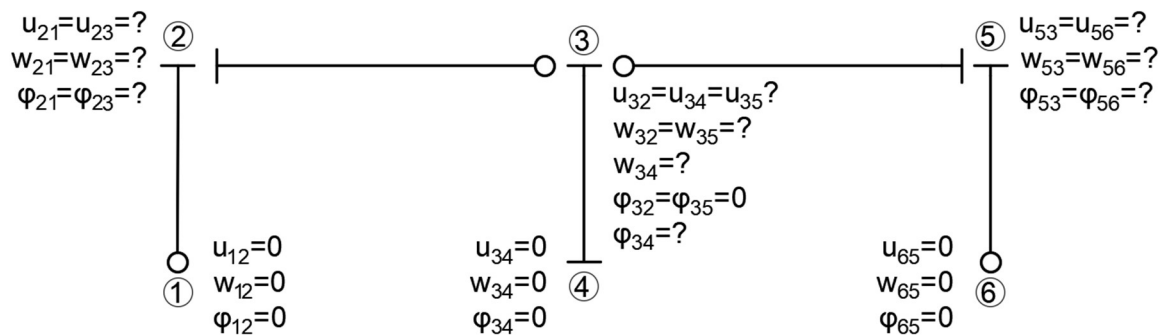 u₂₁=u₂₃=?
w₂₁=w₂₃=?
φ₂₁=φ₂₃=?
②
③
⑤
u₅₃=u₅₆=?
w₅₃=w₅₆=?
φ₅₃=φ₅₆=?
u₃₂=u₃₄=u₃₅?
w₃₂=w₃₅=?
w₃₄=?
φ₃₂=φ₃₅=0
φ₃₄=?
u₁₂=0
w₁₂=0
φ₁₂=0
①
u₃₄=0
w₃₄=0
φ₃₄=0
④
u₆₅=0
w₆₅=0
φ₆₅=0
⑥